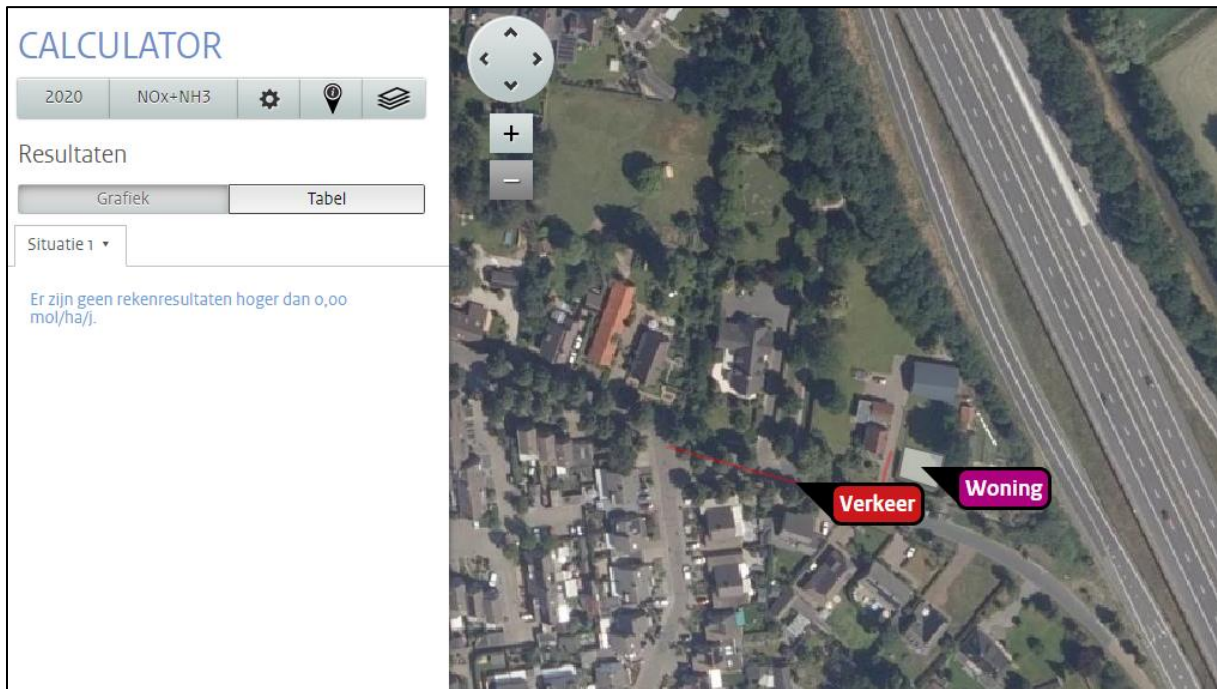 CALCULATOR
2020 NOx+NH3
Resultaten
Grafiek Tabel
Situatie 1
Er zijn geen rekenresultaten hoger dan 0,00
mol/ha/j.
+
−
Woning
Verkeer